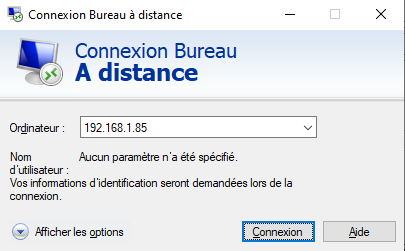 Connexion Bureau à distance
Connexion Bureau
A distance
Ordinateur :
192.168.1.85
Nom
d'utilisateur :
Aucun paramètre n'a été spécifié.
Vos informations d'identification seront demandées lors de la
connexion.
Afficher les options
Connexion
Aide